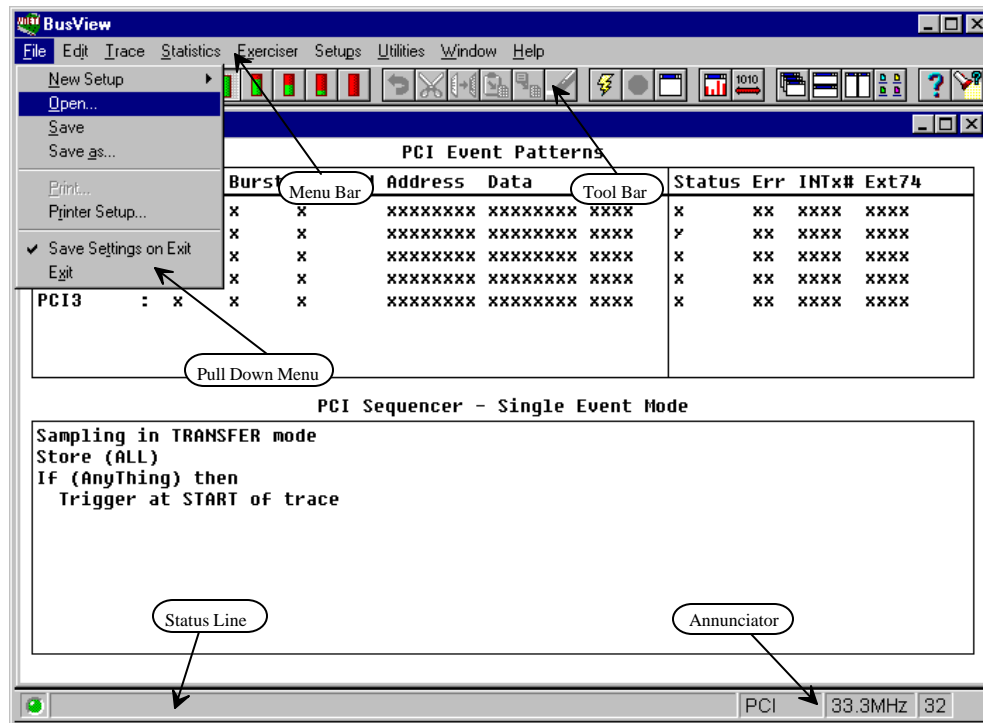 BusView
File Edit Trace Statistics Exerciser Setups Utilities Window Help
New Setup
Open...
Save
Save as...
Print...
Printer Setup...
Save Settings on Exit
Exit
1010
?
?
PCI Event Patterns
Burst Address Data Status Err INTx# Ext74
Menu Bar
Tool Bar
x x xxxxxxxx xxxxxxxx xxxx x xx xxxx xxxx
x x xxxxxxxx xxxxxxxx xxxx x xx xxxx xxxx
x x xxxxxxxx xxxxxxxx xxxx x xx xxxx xxxx
x x xxxxxxxx xxxxxxxx xxxx x xx xxxx xxxx
PCI3 : x x x xxxxxxxx xxxxxxxx xxxx x xx xxxx xxxx
Pull Down Menu
PCI Sequencer - Single Event Mode
Sampling in TRANSFER mode
Store (ALL)
If (AnyThing) then
Trigger at START of trace
Status Line
Annunciator
PCI 33.3MHz 32